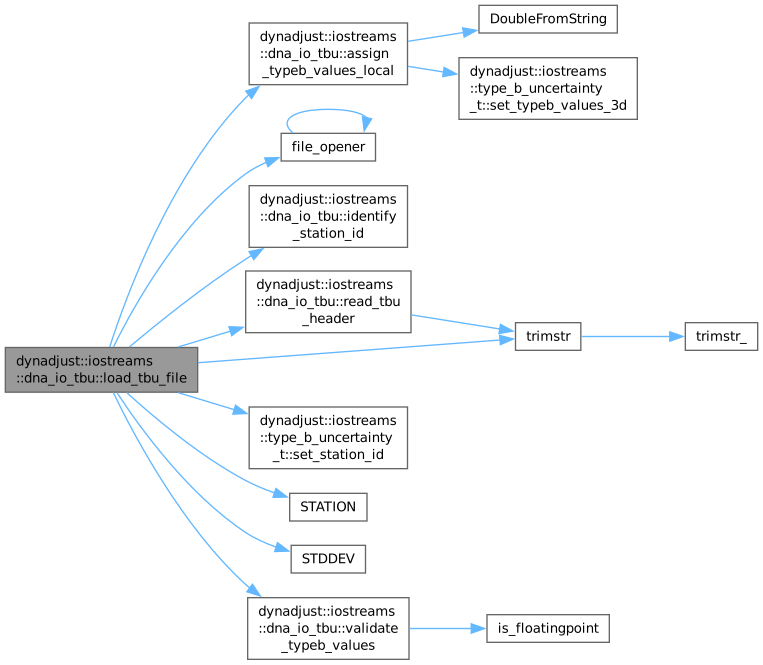 DoubleFromString
dynadjust::iostreams
::dna_io_tbu::assign
_typeb_values_local
dynadjust::iostreams
::type_b_uncertainty
_t::set_typeb_values_3d
file_opener
dynadjust::iostreams
::dna_io_tbu::identify
_station_id
dynadjust::iostreams
::dna_io_tbu::read_tbu
_header
trimstr
trimstr_
dynadjust::iostreams
::dna_io_tbu::load_tbu_file
dynadjust::iostreams
::type_b_uncertainty
_t::set_station_id
STATION
STDDEV
dynadjust::iostreams
::dna_io_tbu::validate
_typeb_values
is_floatingpoint